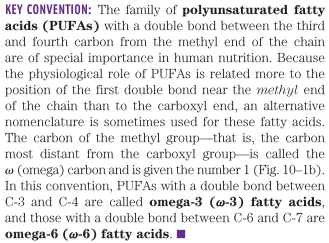 KEY CONVENTION: The family of polyunsaturated fatty
acids (PUFAs) with a double bond between the third
and fourth carbon from the methyl end of the chain
are of special importance in human nutrition. Because
the physiological role of PUFAs is related more to the
position of the first double bond near the methyl end
of the chain than to the carboxyl end, an alternative
nomenclature is sometimes used for these fatty acids.
The carbon of the methyl group—that is, the carbon
most distant from the carboxyl group—is called the
ω (omega) carbon and is given the number 1 (Fig. 10–1b).
In this convention, PUFAs with a double bond between
C-3 and C-4 are called omega-3 (ω-3) fatty acids,
and those with a double bond between C-6 and C-7 are
omega-6 (ω-6) fatty acids. ■